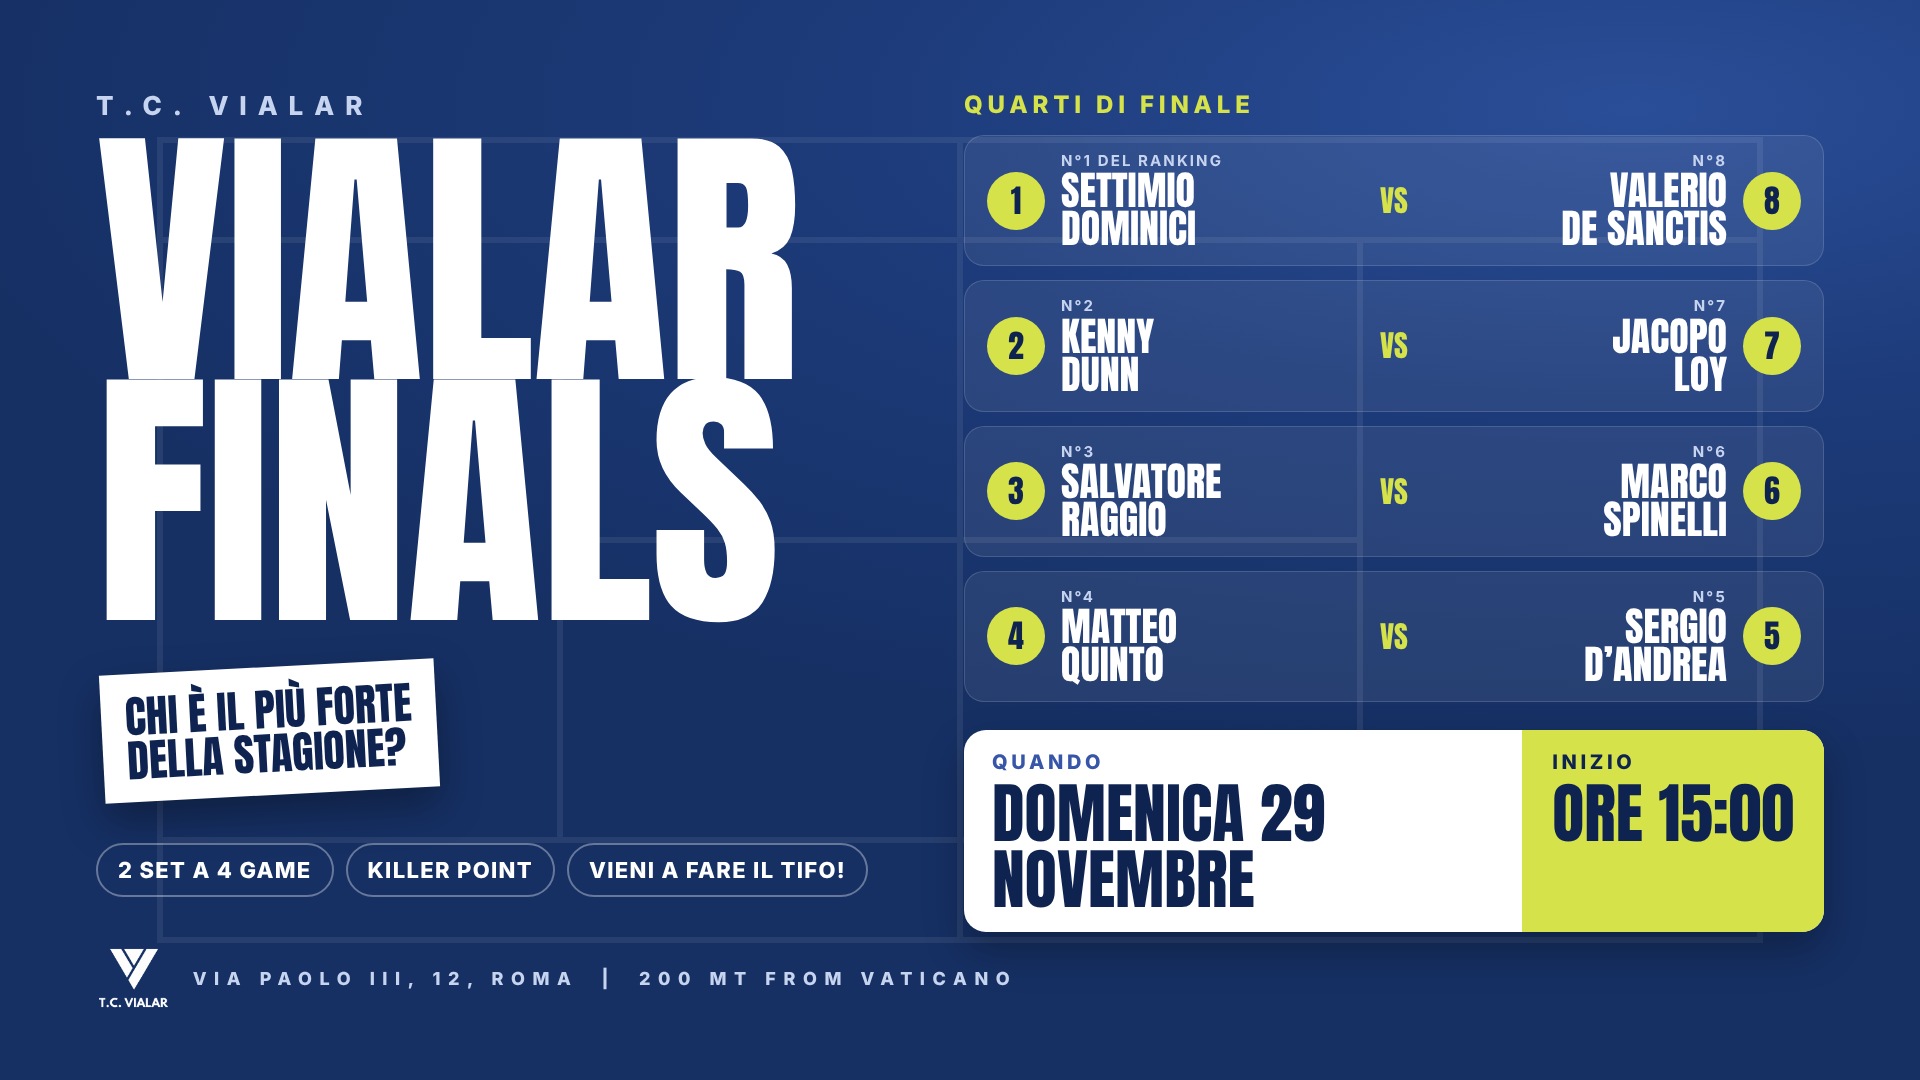 T.C. VIALAR
VIALAR
FINALS
CHI È IL PIÙ FORTE
DELLA STAGIONE?
2 SET A 4 GAME
KILLER POINT
VIENI A FARE IL TIFO!
QUARTI DI FINALE
1
N°1 DEL RANKING
SETTIMIO
DOMINICI
VS
N°8
VALERIO
DE SANCTIS
8
2
N°2
KENNY
DUNN
VS
N°7
JACOPO
LOY
7
3
N°3
SALVATORE
RAGGIO
VS
N°6
MARCO
SPINELLI
6
4
N°4
MATTEO
QUINTO
VS
N°5
SERGIO
D’ANDREA
5
QUANDO
DOMENICA 29
NOVEMBRE
INIZIO
ORE 15:00
T.C. VIALAR
VIA PAOLO III, 12, ROMA | 200 MT FROM VATICANO